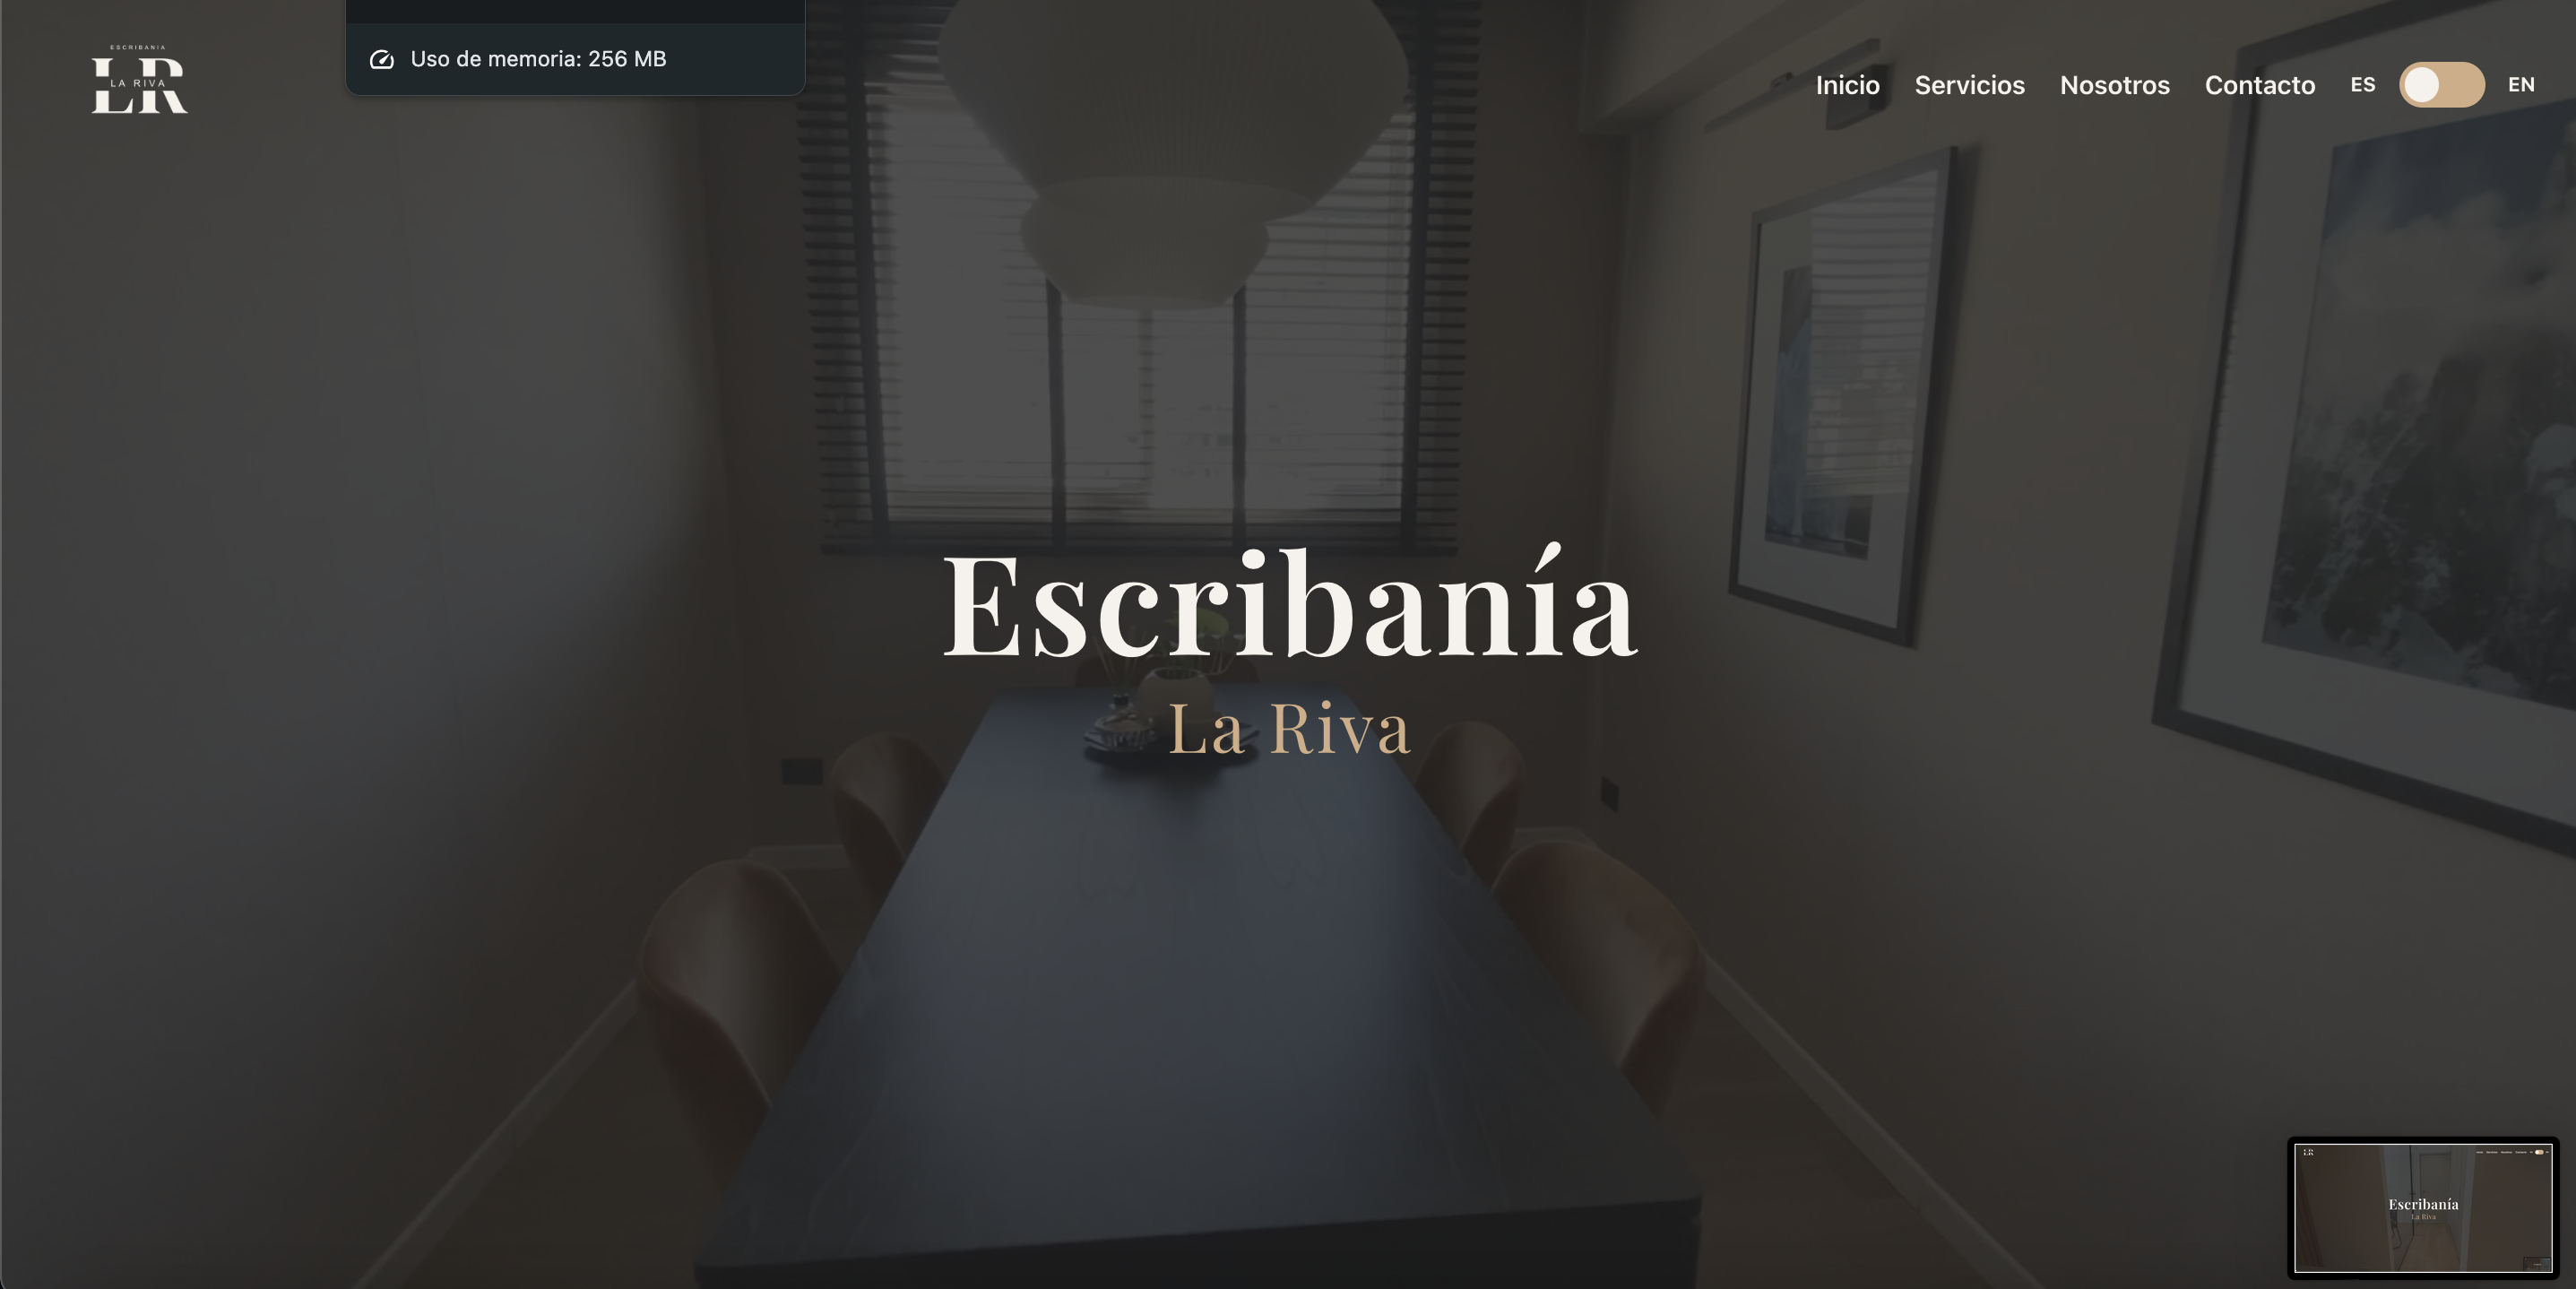 ESCRIBANIA
LR
LA RIVA
Uso de memoria: 256 MB
Inicio Servicios Nosotros Contacto ES EN
Escribanía
La Riva
LR
Escribanía
La Riva